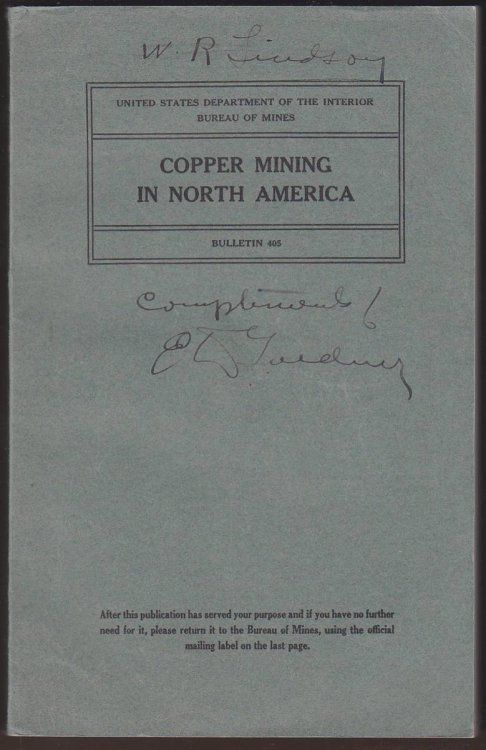 W. R. Lindsay
UNITED STATES DEPARTMENT OF THE INTERIOR
BUREAU OF MINES
COPPER MINING
IN NORTH AMERICA
BULLETIN 405
Compliments
E D Gardner
After this publication has served your purpose and if you have no further
need for it, please return it to the Bureau of Mines, using the official
mailing label on the last page.